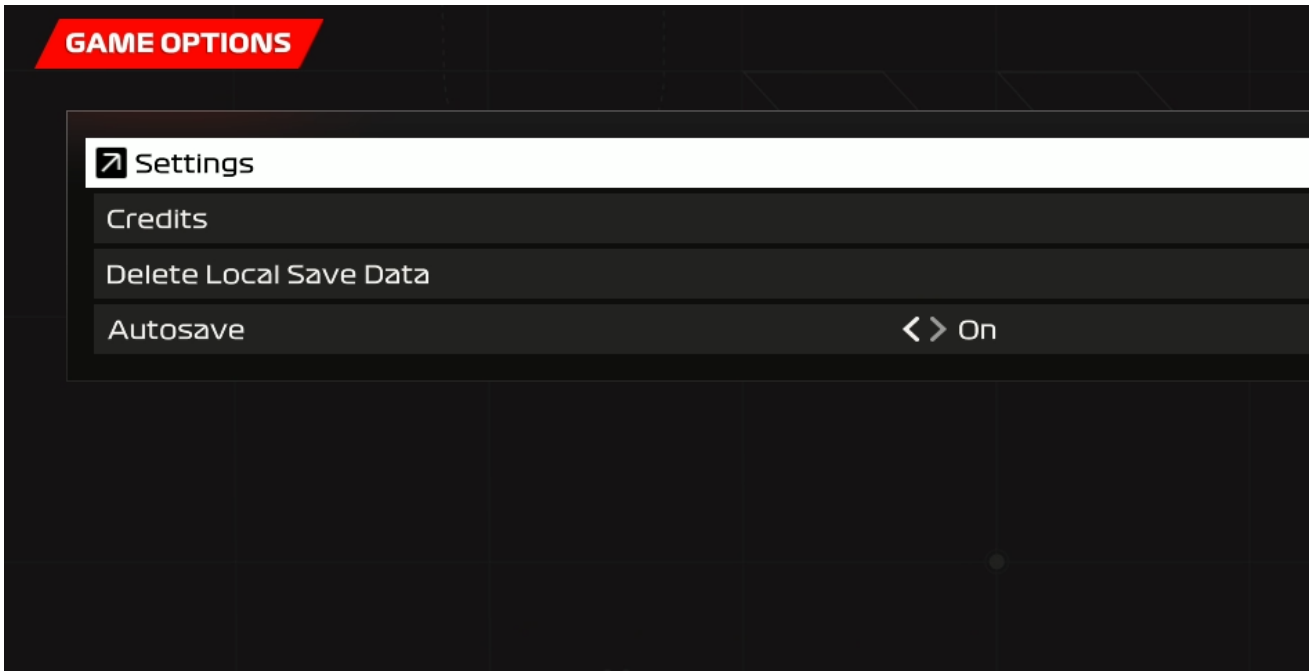 GAME OPTIONS
Settings
Credits
Delete Local Save Data
Autosave < > On